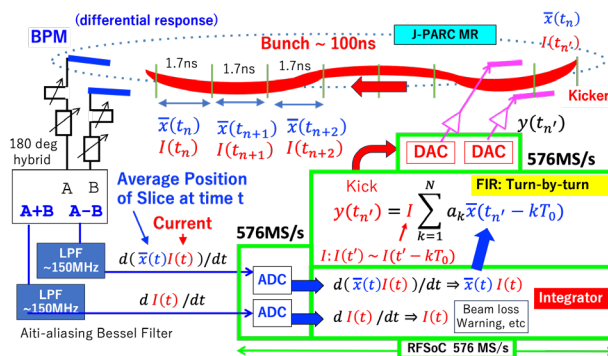 (differential response)
BPM
J-PARC MR
Bunch ~ 100ns
x̅(tₙ)
I(tₙ')
1.7ns
1.7ns
1.7ns
Kicker
x̅(tₙ)
I(tₙ)
x̅(tₙ₊₁)
I(tₙ₊₁)
x̅(tₙ₊₂)
I(tₙ₊₂)
y(tₙ')
180 deg
hybrid
A B
A+B A-B
Average Position
of Slice at time t
Current
DAC
DAC
576MS/s
Kick
FIR: Turn-by-turn
y(tₙ') = I ∑ₖ₌₁ᴺ aₖx̅(tₙ' − kT₀)
I: I(t') ~ I(t' − kT₀)
576MS/s
LPF
~150MHz
d(x̅(t)I(t))/dt
ADC
d(x̅(t)I(t))/dt ⇒ x̅(t) I(t)
LPF
~150MHz
d I(t)/dt
ADC
d I(t)/dt ⇒ I(t)
Beam loss
Warning, etc
Integrator
Aiti-aliasing Bessel Filter
RFSoC 576 MS/s